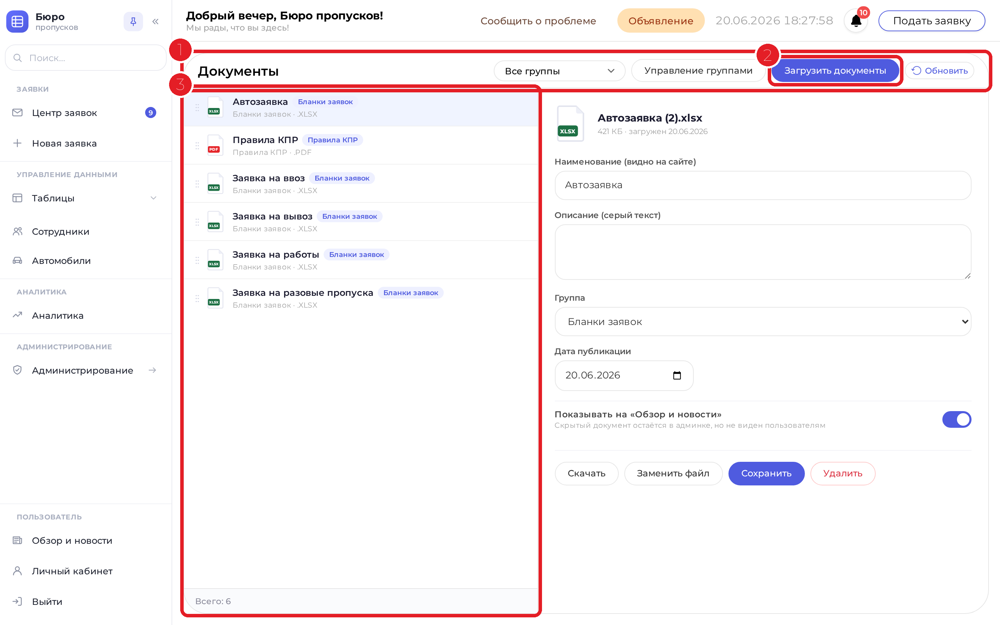 Бюро
пропусков
Поиск...
ЗАЯВКИ
Центр заявок 9
Новая заявка
УПРАВЛЕНИЕ ДАННЫМИ
Таблицы
Сотрудники
Автомобили
АНАЛИТИКА
Аналитика
АДМИНИСТРИРОВАНИЕ
Администрирование
ПОЛЬЗОВАТЕЛЬ
Обзор и новости
Личный кабинет
Выйти
Добрый вечер, Бюро пропусков!
Мы рады, что вы здесь!
Сообщить о проблеме
Объявление
20.06.2026 18:27:58
10
Подать заявку
1
Документы
Все группы
Управление группами
2
Загрузить документы
Обновить
3
XLSX
Автозаявка Бланки заявок
Бланки заявок · .XLSX
PDF
Правила КПР Правила КПР
Правила КПР · .PDF
XLSX
Заявка на ввоз Бланки заявок
Бланки заявок · .XLSX
XLSX
Заявка на вывоз Бланки заявок
Бланки заявок · .XLSX
XLSX
Заявка на работы Бланки заявок
Бланки заявок · .XLSX
XLSX
Заявка на разовые пропуска Бланки заявок
Бланки заявок · .XLSX
Всего: 6
XLSX
Автозаявка (2).xlsx
421 КБ · загружен 20.06.2026
Наименование (видно на сайте)
Автозаявка
Описание (серый текст)
Группа
Бланки заявок
Дата публикации
20.06.2026
Показывать на «Обзор и новости»
Скрытый документ остаётся в админке, но не виден пользователям
Скачать
Заменить файл
Сохранить
Удалить